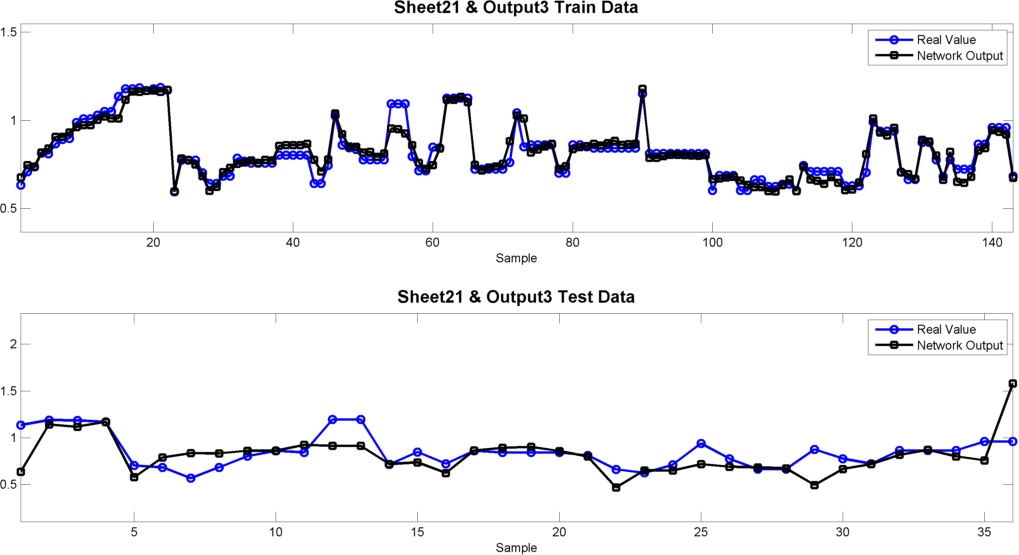 Sheet21 & Output3 Train Data
1.5
1
0.5
Real Value
Network Output
20 40 60 80 100 120 140
Sample
Sheet21 & Output3 Test Data
2
1.5
1
0.5
Real Value
Network Output
5 10 15 20 25 30 35
Sample